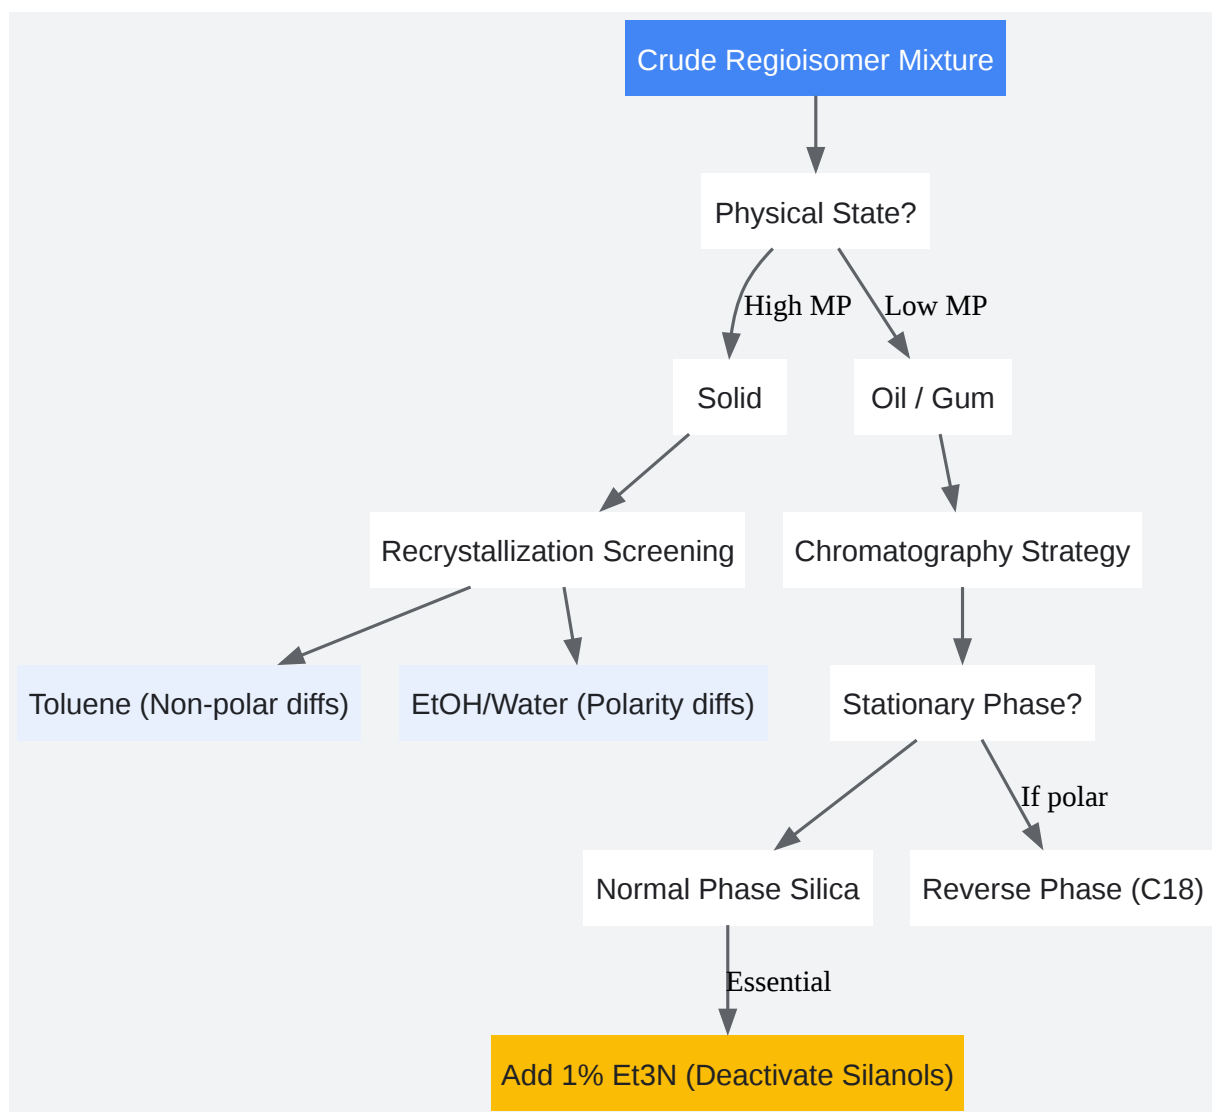 Crude Regioisomer Mixture
Physical State?
High MP
Low MP
Solid
Oil / Gum
Recrystallization Screening
Chromatography Strategy
Toluene (Non-polar diffs)
EtOH/Water (Polarity diffs)
Stationary Phase?
If polar
Normal Phase Silica
Reverse Phase (C18)
Essential
Add 1% Et3N (Deactivate Silanols)